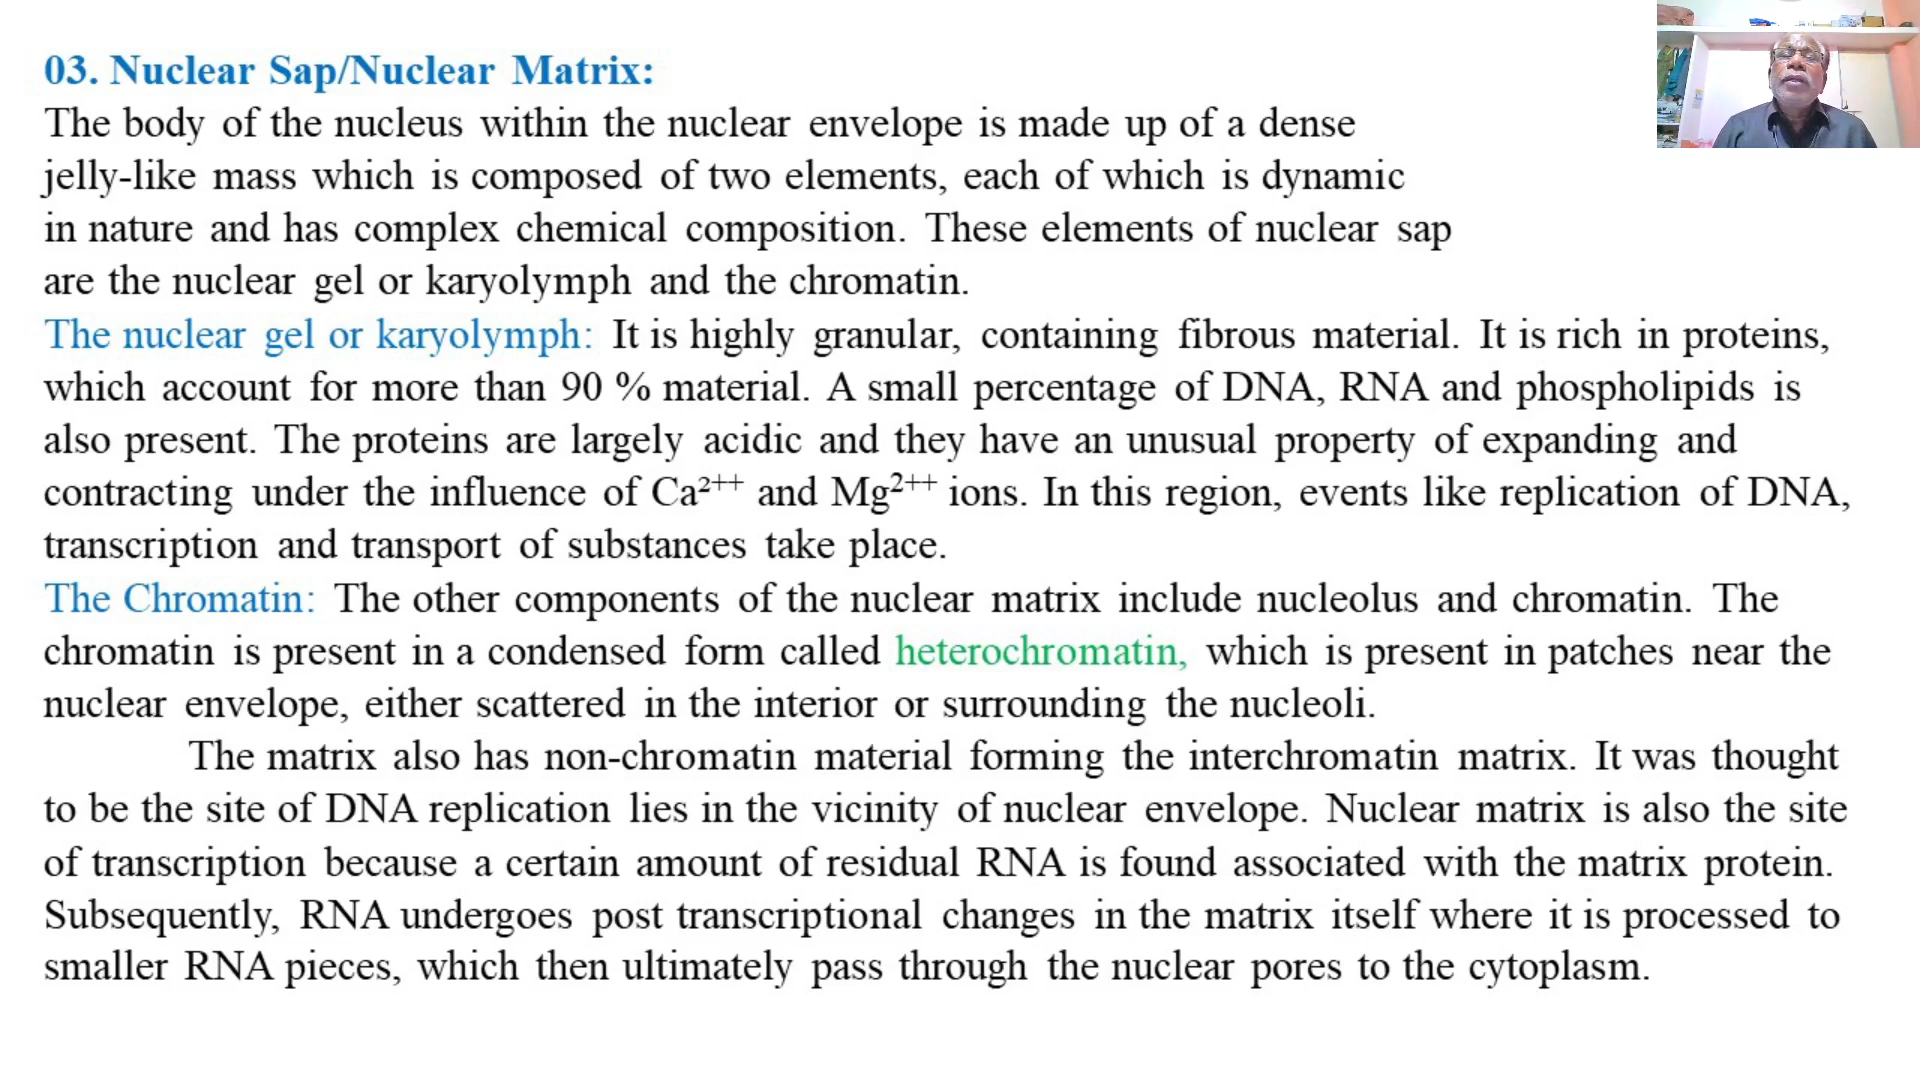 03. Nuclear Sap/Nuclear Matrix:
The body of the nucleus within the nuclear envelope is made up of a dense
jelly-like mass which is composed of two elements, each of which is dynamic
in nature and has complex chemical composition. These elements of nuclear sap
are the nuclear gel or karyolymph and the chromatin.
The nuclear gel or karyolymph: It is highly granular, containing fibrous material. It is rich in proteins,
which account for more than 90 % material. A small percentage of DNA, RNA and phospholipids is
also present. The proteins are largely acidic and they have an unusual property of expanding and
contracting under the influence of Ca²⁺⁺ and Mg²⁺⁺ ions. In this region, events like replication of DNA,
transcription and transport of substances take place.
The Chromatin: The other components of the nuclear matrix include nucleolus and chromatin. The
chromatin is present in a condensed form called heterochromatin, which is present in patches near the
nuclear envelope, either scattered in the interior or surrounding the nucleoli.
The matrix also has non-chromatin material forming the interchromatin matrix. It was thought
to be the site of DNA replication lies in the vicinity of nuclear envelope. Nuclear matrix is also the site
of transcription because a certain amount of residual RNA is found associated with the matrix protein.
Subsequently, RNA undergoes post transcriptional changes in the matrix itself where it is processed to
smaller RNA pieces, which then ultimately pass through the nuclear pores to the cytoplasm.